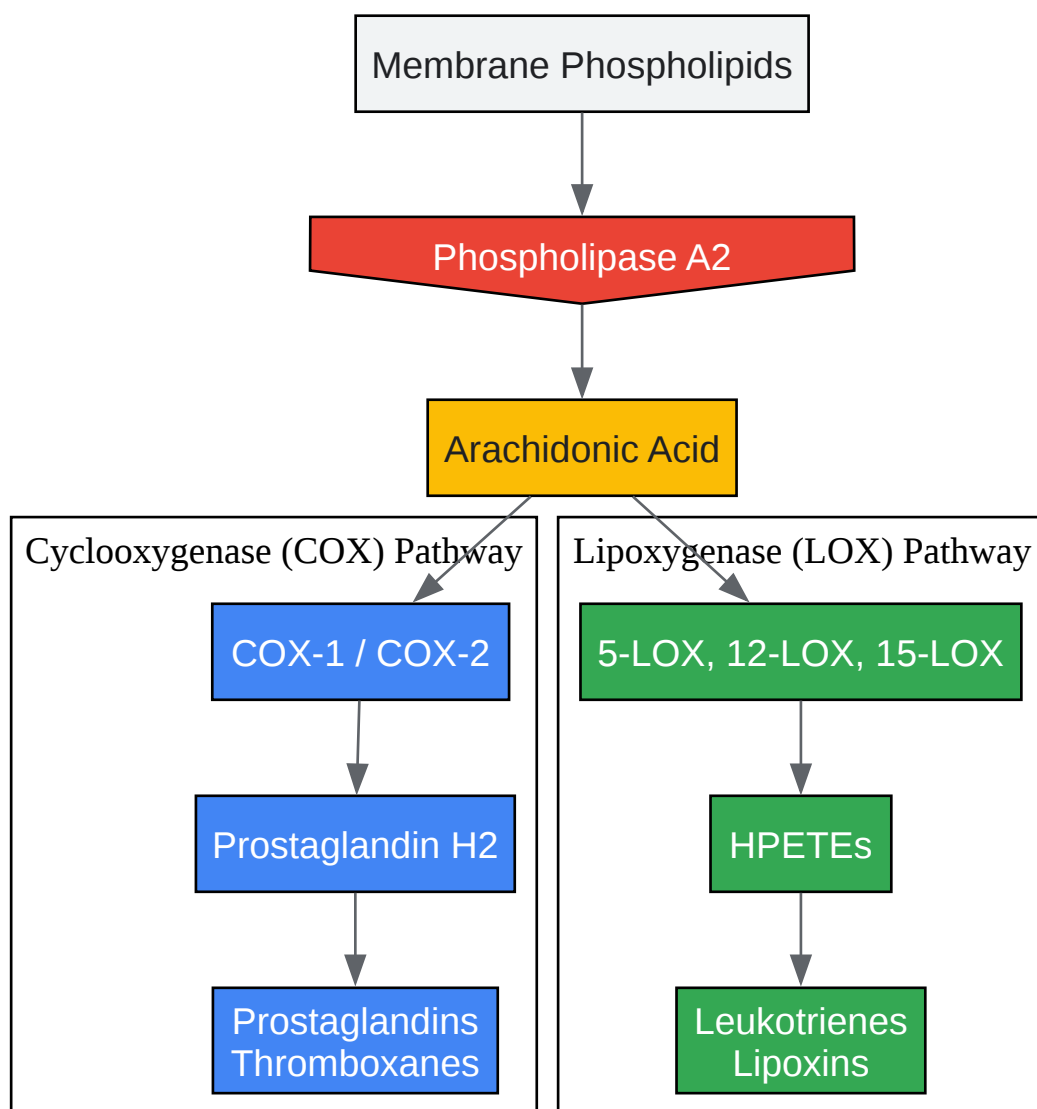 Membrane Phospholipids
Phospholipase A2
Arachidonic Acid
Cyclooxygenase (COX) Pathway
COX-1 / COX-2
Prostaglandin H2
Prostaglandins
Thromboxanes
Lipoxygenase (LOX) Pathway
5-LOX, 12-LOX, 15-LOX
HPETEs
Leukotrienes
Lipoxins